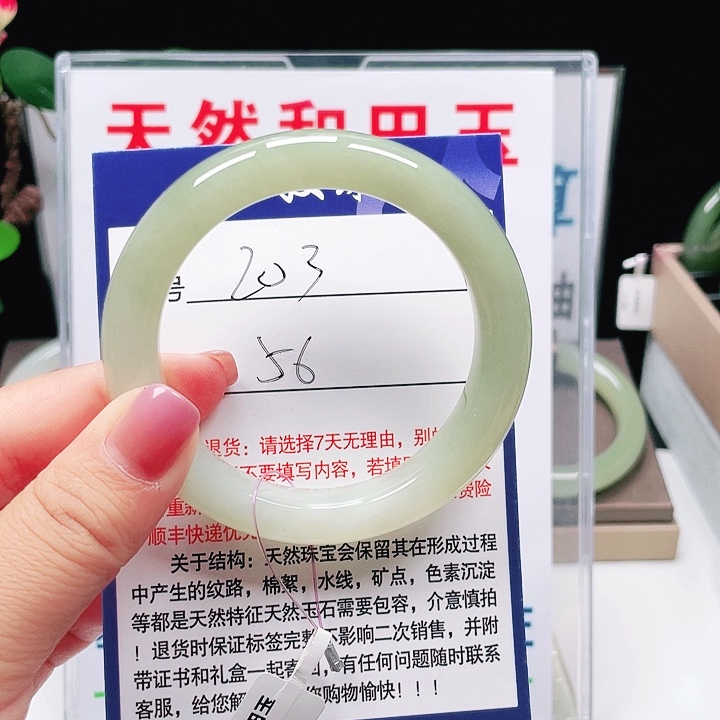 天然和田玉
号 203
56
退货：请选择7天无理由，别
不要填写内容，若填
重新 费险
顺丰快递优
关于结构：天然珠宝会保留其在形成过程
中产生的纹路，棉絮，水线，矿点，色素沉淀
等都是天然特征天然玉石需要包容，介意慎拍
！退货时保证标签完整 不影响二次销售，并附
带证书和礼盒一起寄回，有任何问题随时联系
客服，给您解 您购物愉快！！！